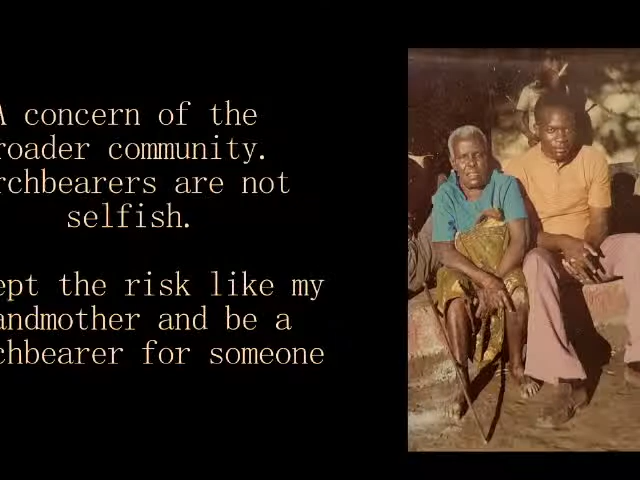 A concern of the
roader community.
rchbearers are not
selfish.
ept the risk like my
andmother and be a
chbearer for someone